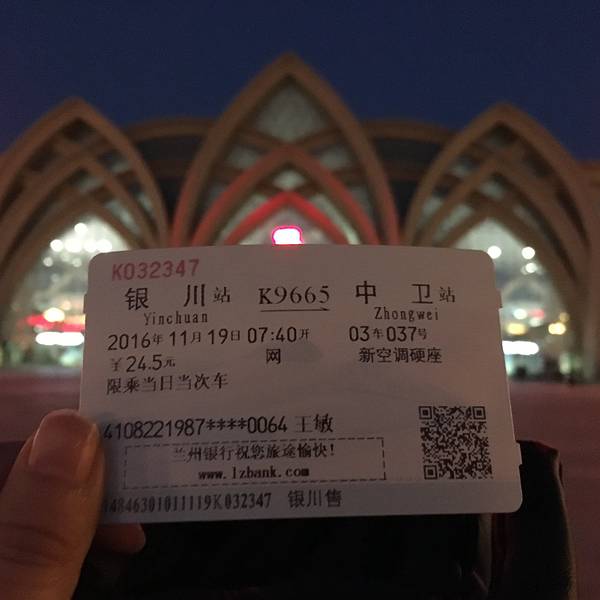 K032347
银川站 K9665 中卫站
Yinchuan Zhongwei
2016年11月19日07:40开 03车037号
￥24.5元 网 新空调硬座
限乘当日当次车
4108221987****0064 王敏
兰州银行祝您旅途愉快!
www.lzbank.com
14846301011119K032347 银川售